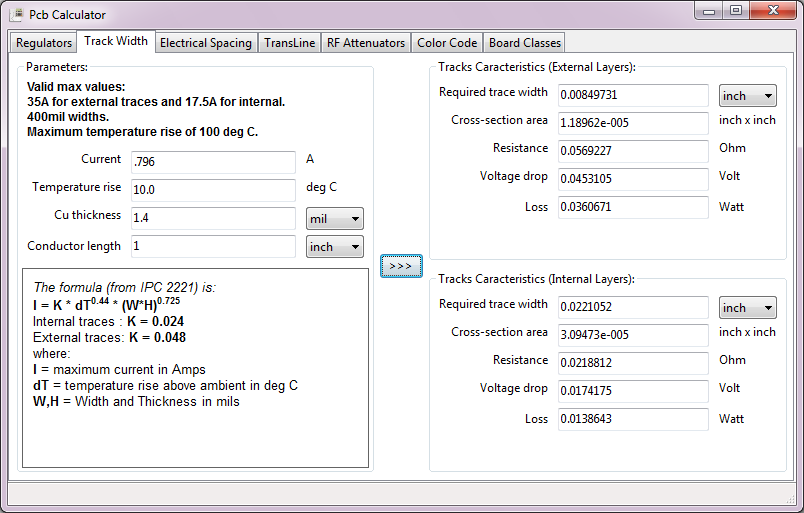 Pcb Calculator
Regulators Track Width Electrical Spacing TransLine RF Attenuators Color Code Board Classes
Parameters:
Valid max values:
35A for external traces and 17.5A for internal.
400mil widths.
Maximum temperature rise of 100 deg C.
Current .796 A
Temperature rise 10.0 deg C
Cu thickness 1.4 mil
Conductor length 1 inch
The formula (from IPC 2221) is:
I = K * dT0.44 * (W*H)0.725
Internal traces : K = 0.024
External traces: K = 0.048
where:
I = maximum current in Amps
dT = temperature rise above ambient in deg C
W,H = Width and Thickness in mils
>>>
Tracks Caracteristics (External Layers):
Required trace width 0.00849731 inch
Cross-section area 1.18962e-005 inch x inch
Resistance 0.0569227 Ohm
Voltage drop 0.0453105 Volt
Loss 0.0360671 Watt
Tracks Caracteristics (Internal Layers):
Required trace width 0.0221052 inch
Cross-section area 3.09473e-005 inch x inch
Resistance 0.0218812 Ohm
Voltage drop 0.0174175 Volt
Loss 0.0138643 Watt